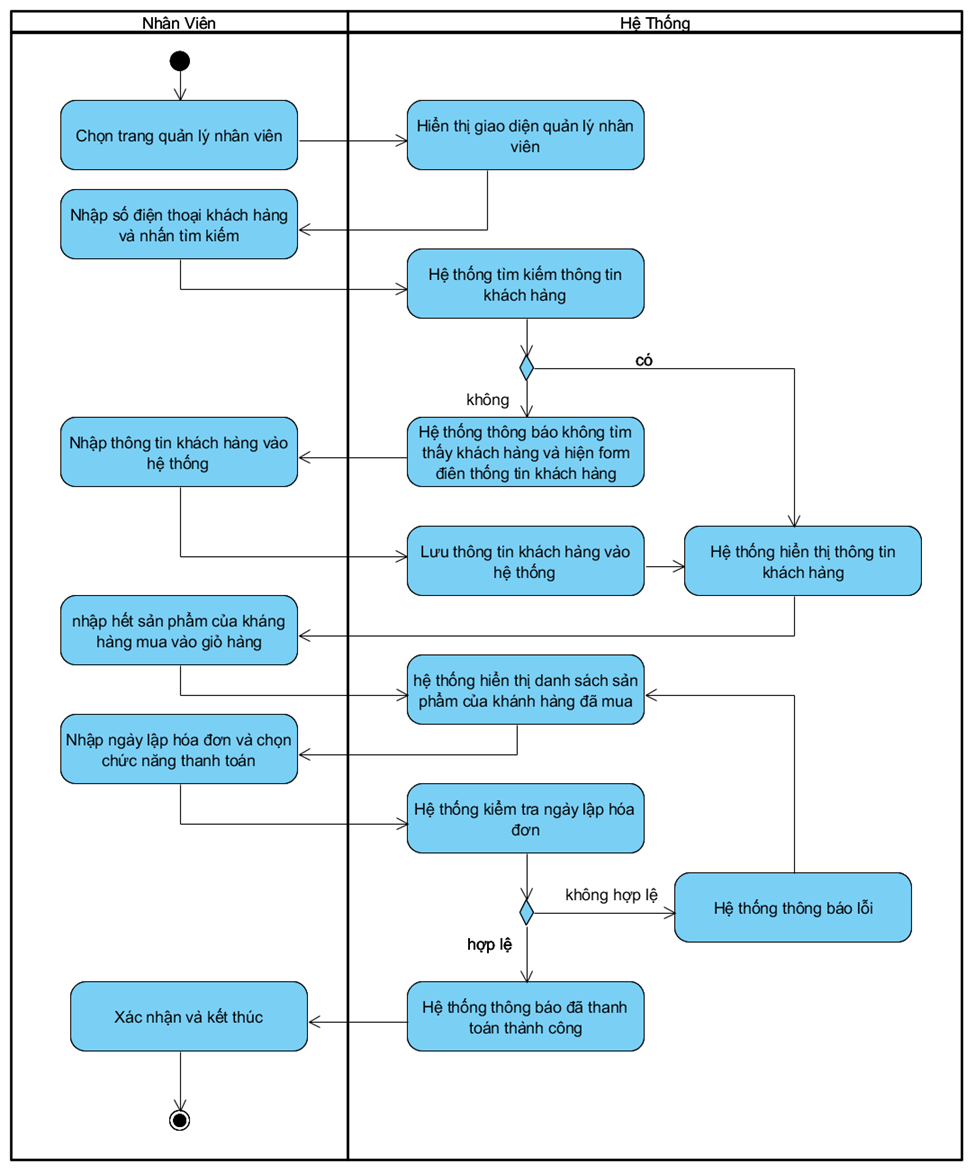 Nhân Viên
Hệ Thống
Chọn trang quản lý nhân viên
Hiển thị giao diện quản lý nhân
viên
Nhập số điện thoại khách hàng
và nhấn tìm kiếm
Hệ thống tìm kiếm thông tin
khách hàng
có
không
Hệ thống thông báo không tìm
thấy khách hàng và hiện form
điên thống tin khách hàng
Nhập thông tin khách hàng vào
hệ thống
Lưu thông tin khách hàng vào
hệ thống
Hệ thống hiển thị thông tin
khách hàng
nhập hết sản phẩm của kháng
hàng mua vào giỏ hàng
hệ thống hiển thị danh sách sản
phẩm của khánh hàng đã mua
Nhập ngày lập hóa đơn và chọn
chức năng thanh toán
Hệ thống kiểm tra ngày lập hóa
đơn
không hợp lệ
Hệ thống thông báo lỗi
hợp lệ
Hệ thống thông báo đã thanh
toán thành công
Xác nhận và kết thúc